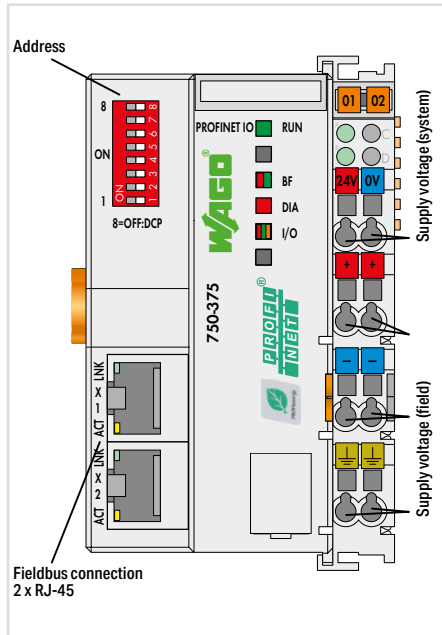 Address
8
ON
1
ON
1 2 3 4 5 6 7 8
8=OFF:DCP
PROFINET IO
RUN
BF
DIA
I/O
WAGO®
750-375
PROFI®
NET
LNK
X 1
ACT
LNK
X 2
ACT
01 02
C
D
24V 0V
+ +
– –
Supply voltage (system)
Supply voltage (field)
Fieldbus connection
2 x RJ-45